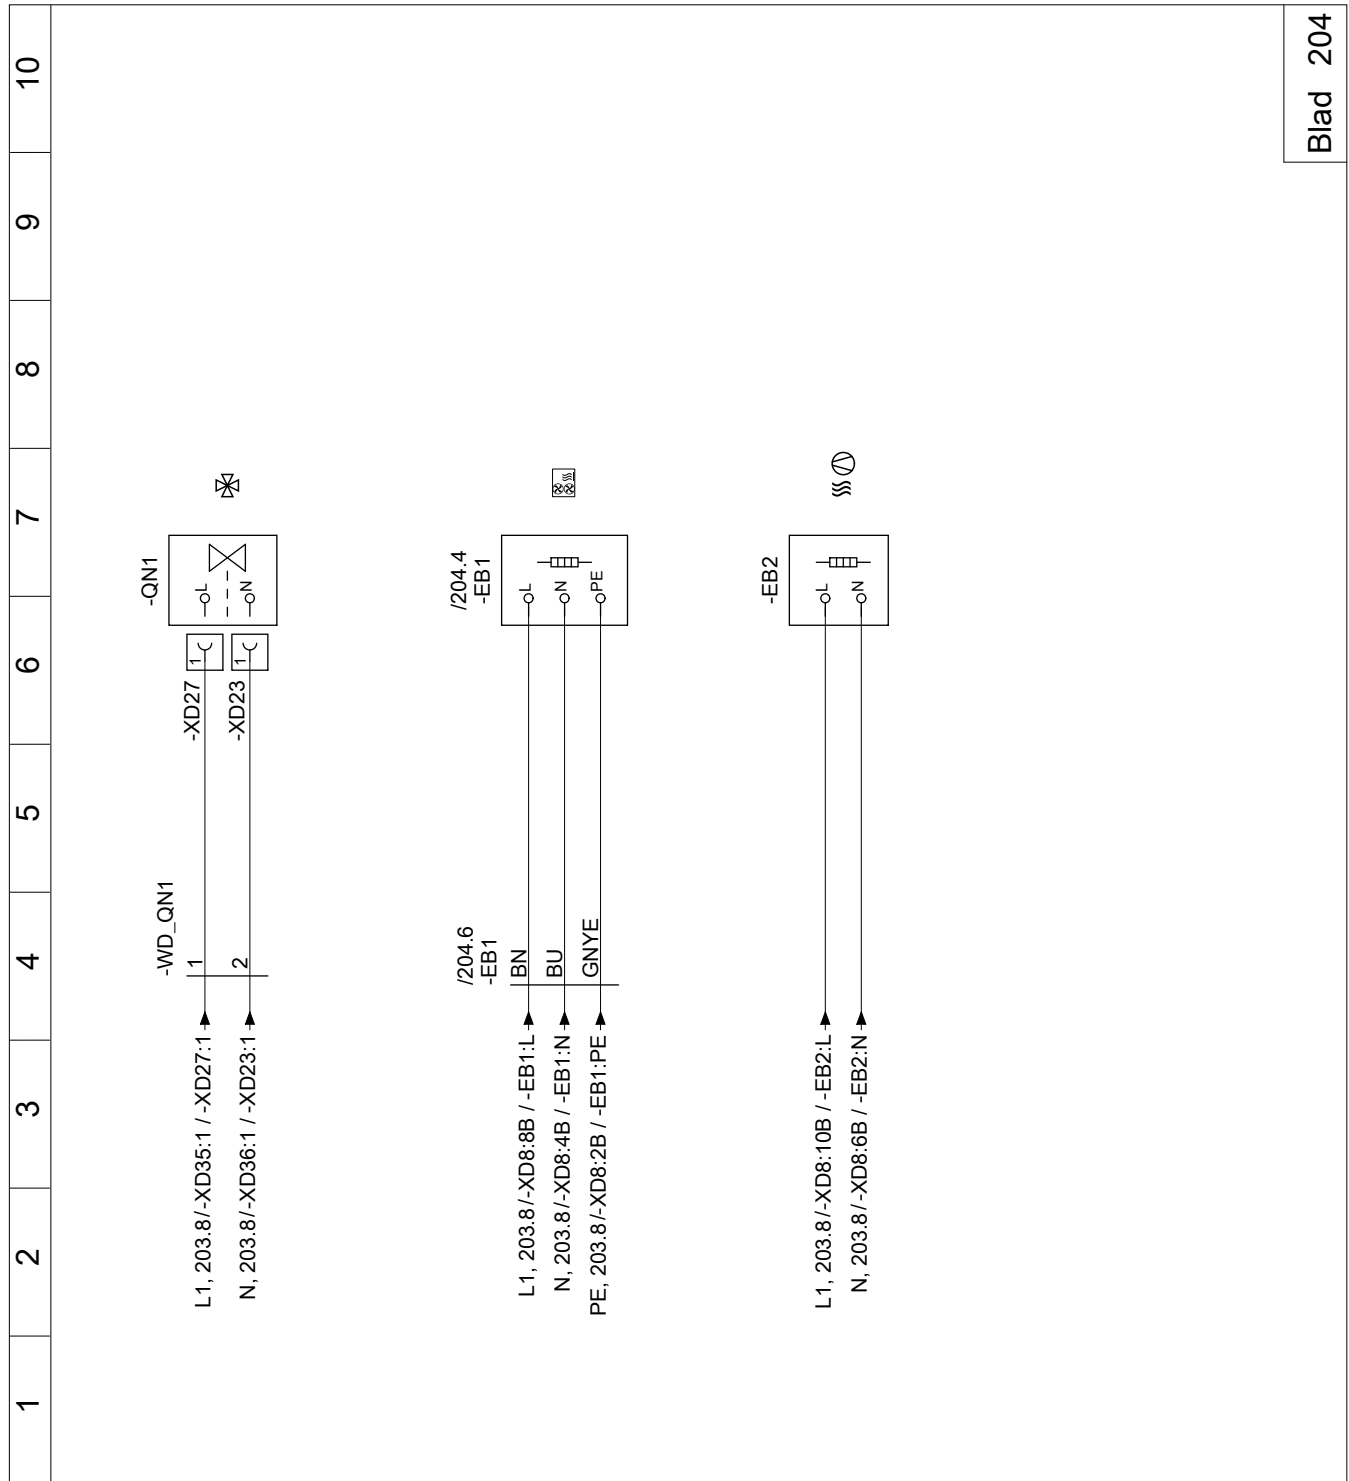 1
2
3
4
5
6
7
8
9
10
-WD_QN1
-QN1
L1, 203.8/-XD35:1 / -XD27:1
1
-XD27
1
L
N, 203.8/-XD36:1 / -XD23:1
2
-XD23
1
N
/204.6
-EB1
/204.4
-EB1
L1, 203.8/-XD8:8B / -EB1:L
BN
L
N, 203.8/-XD8:4B / -EB1:N
BU
N
PE, 203.8/-XD8:2B / -EB1:PE
GNYE
PE
-EB2
L1, 203.8/-XD8:10B / -EB2:L
L
N, 203.8/-XD8:6B / -EB2:N
N
Blad 204